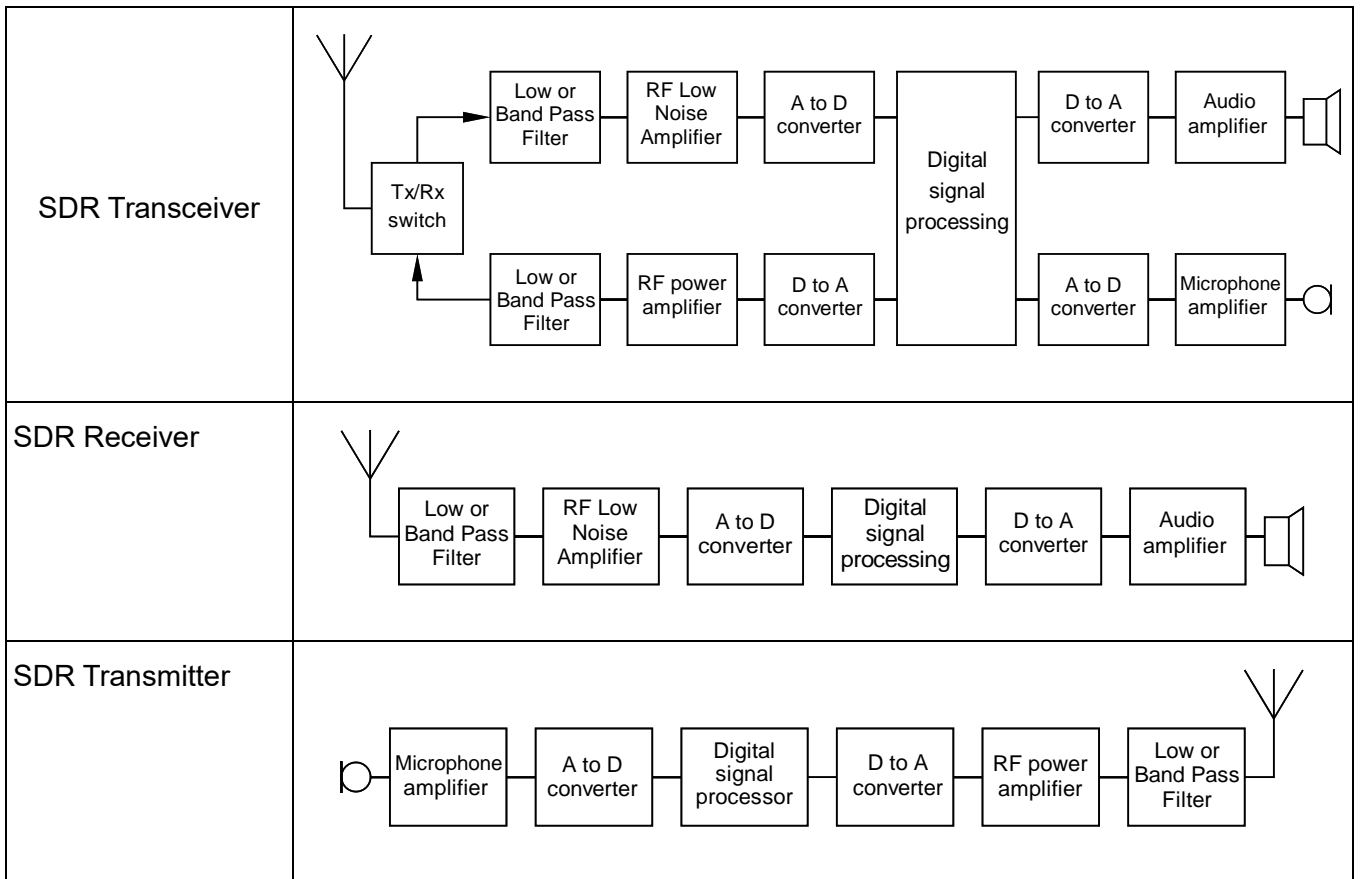 SDR Transceiver
Low or
Band Pass
Filter
RF Low
Noise
Amplifier
A to D
converter
Digital
signal
processing
D to A
converter
Audio
amplifier
Tx/Rx
switch
Low or
Band Pass
Filter
RF power
amplifier
D to A
converter
A to D
converter
Microphone
amplifier
SDR Receiver
Low or
Band Pass
Filter
RF Low
Noise
Amplifier
A to D
converter
Digital
signal
processing
D to A
converter
Audio
amplifier
SDR Transmitter
Microphone
amplifier
A to D
converter
Digital
signal
processor
D to A
converter
RF power
amplifier
Low or
Band Pass
Filter